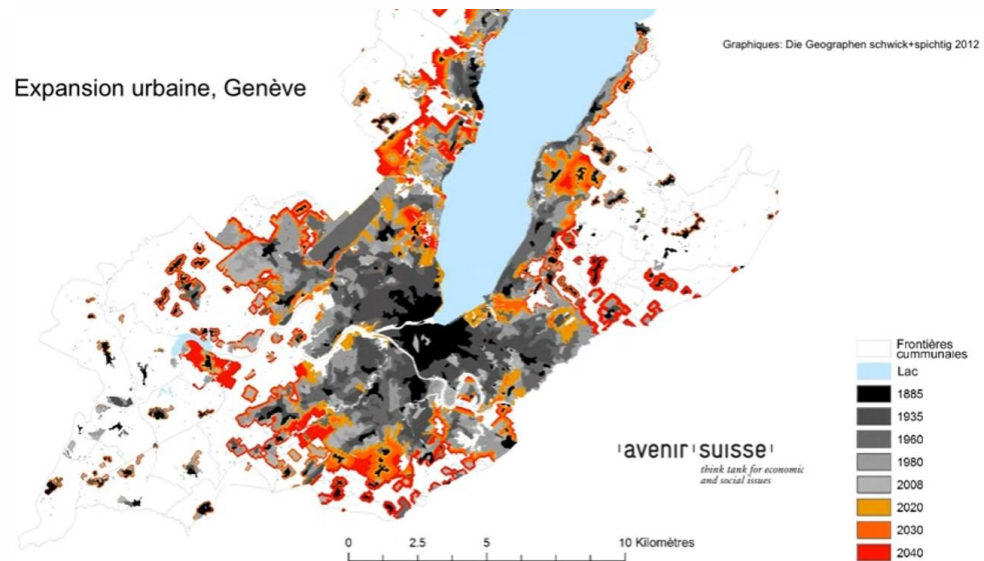 Graphiques: Die Geographen schwick+spichtig 2012
Expansion urbaine, Genève
Frontières
cummunales
Lac
1885
1935
1960
1980
2008
2020
2030
2040
avenir suisse
think tank for economic
and social issues
0 2.5 5 10 Kilomètres